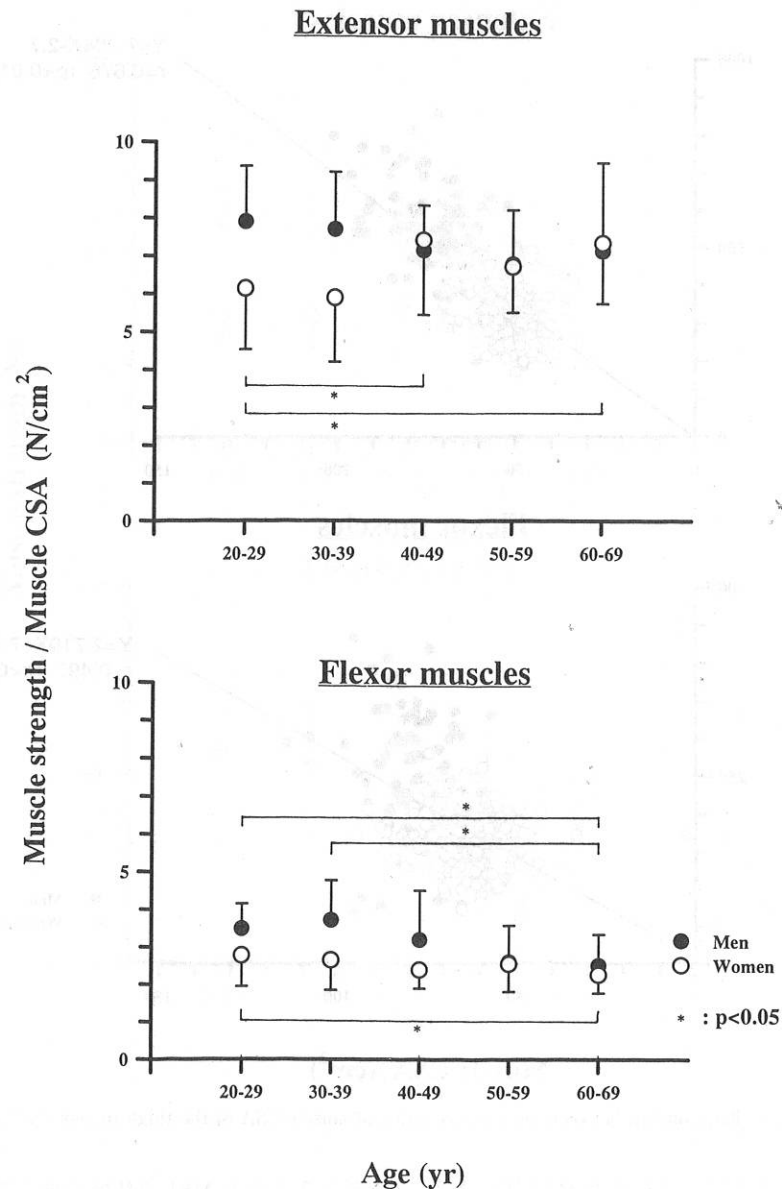 Extensor muscles
10
5
0
20-29 30-39 40-49 50-59 60-69
*
*
Muscle strength / Muscle CSA (N/cm²)
Flexor muscles
10
5
0
*
*
*
20-29 30-39 40-49 50-59 60-69
Men
Women
* : p<0.05
Age (yr)